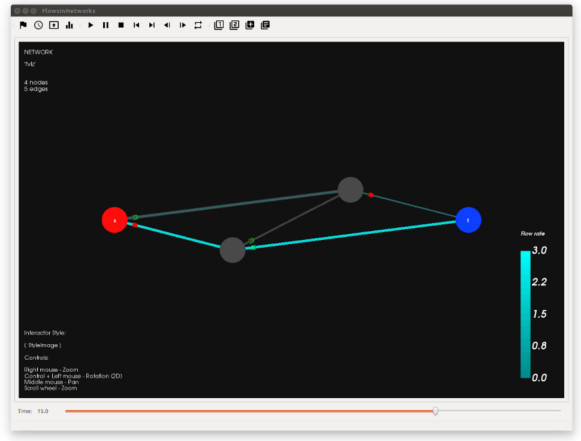 FlowsInNetworks
NETWORK
4 nodes
5 edges
s
t
Flow rate
3.0
2.2
1.5
0.8
0.0
Interactor Style:
( StyleImage )
Controls:
Right mouse - Zoom
Control + Left mouse - Rotation (2D)
Middle mouse - Pan
Scroll wheel - Zoom
Time: 15.0